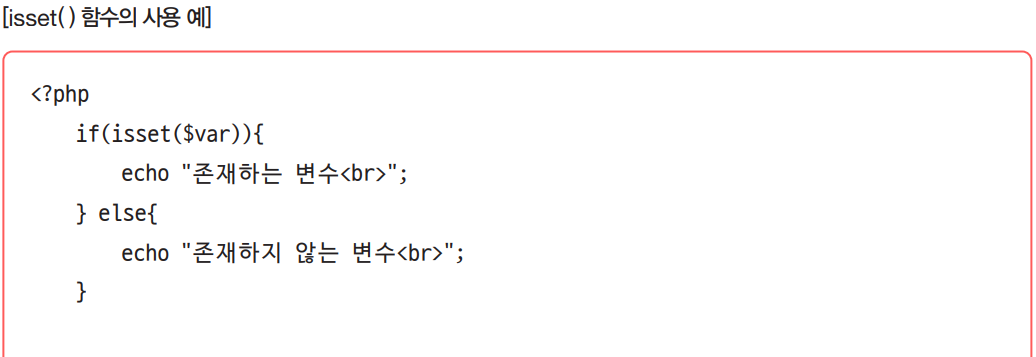 [isset( ) 함수의 사용 예]
<?php
if(isset($var)){
echo "존재하는 변수<br>";
} else{
echo "존재하지 않는 변수<br>";
}